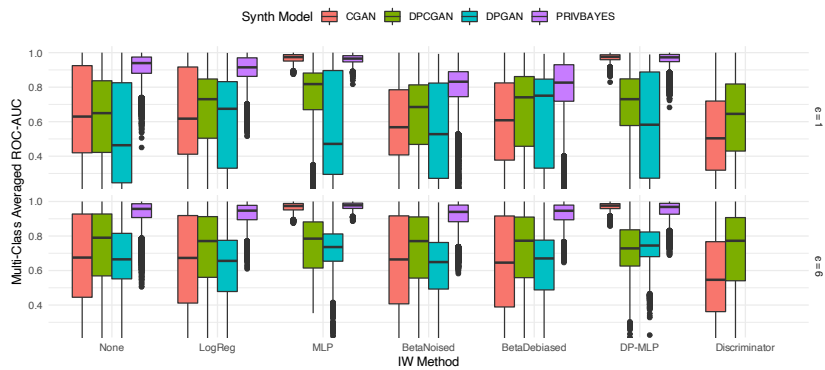 Synth Model CGAN DPCGAN DPGAN PRIVBAYES
Multi-Class Averaged ROC-AUC
1.0
0.8
0.6
0.4
ε = 1
1.0
0.8
0.6
0.4
ε = 6
None LogReg MLP BetaNoised BetaDebiased DP-MLP Discriminator
IW Method